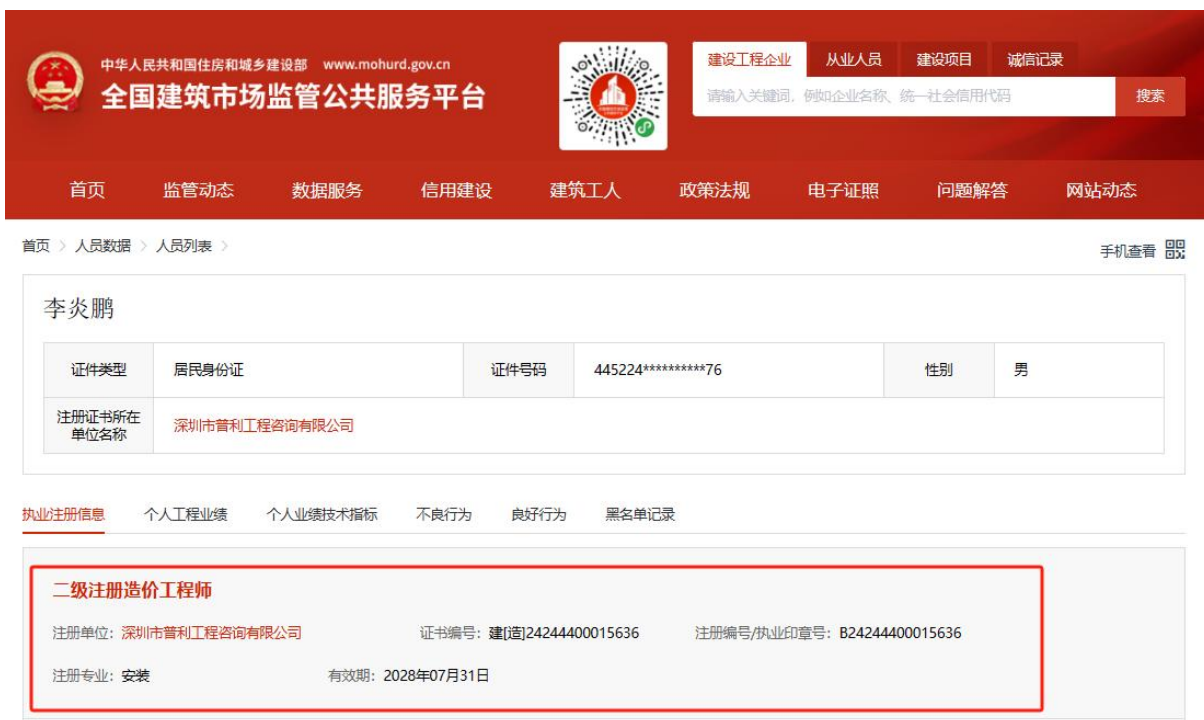 中华人民共和国住房和城乡建设部 www.mohurd.gov.cn
全国建筑市场监管公共服务平台
建设工程企业 从业人员 建设项目 诚信记录
请输入关键词，例如企业名称、统一社会信用代码 搜索
首页 监管动态 数据服务 信用建设 建筑工人 政策法规 电子证照 问题解答 网站动态
首页 > 人员数据 > 人员列表 >
手机查看
李炎鹏
证件类型 居民身份证 证件号码 445224**********76 性别 男
注册证书所在
单位名称
深圳市普利工程咨询有限公司
执业注册信息 个人工程业绩 个人业绩技术指标 不良行为 良好行为 黑名单记录
二级注册造价工程师
注册单位：深圳市普利工程咨询有限公司 证书编号：建[造]24244400015636 注册编号/执业印章号：B24244400015636
注册专业：安装 有效期：2028年07月31日